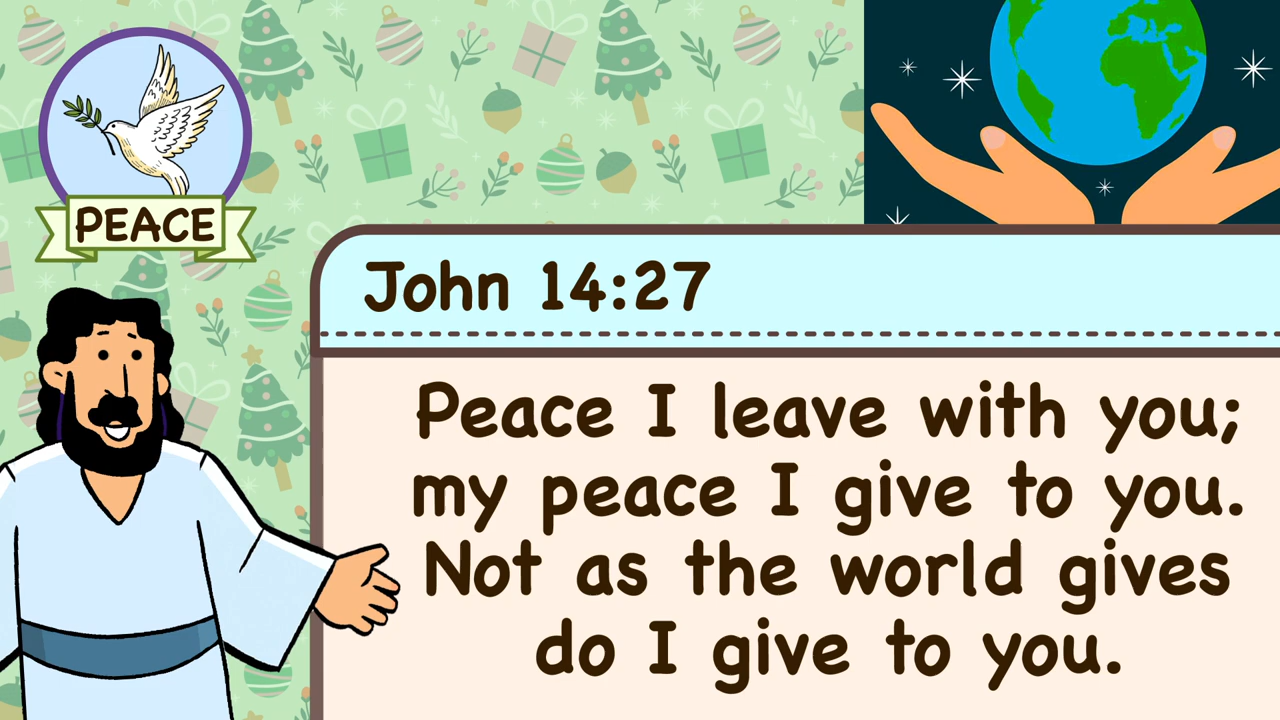 PEACE
John 14:27
Peace I leave with you;
my peace I give to you.
Not as the world gives
do I give to you.